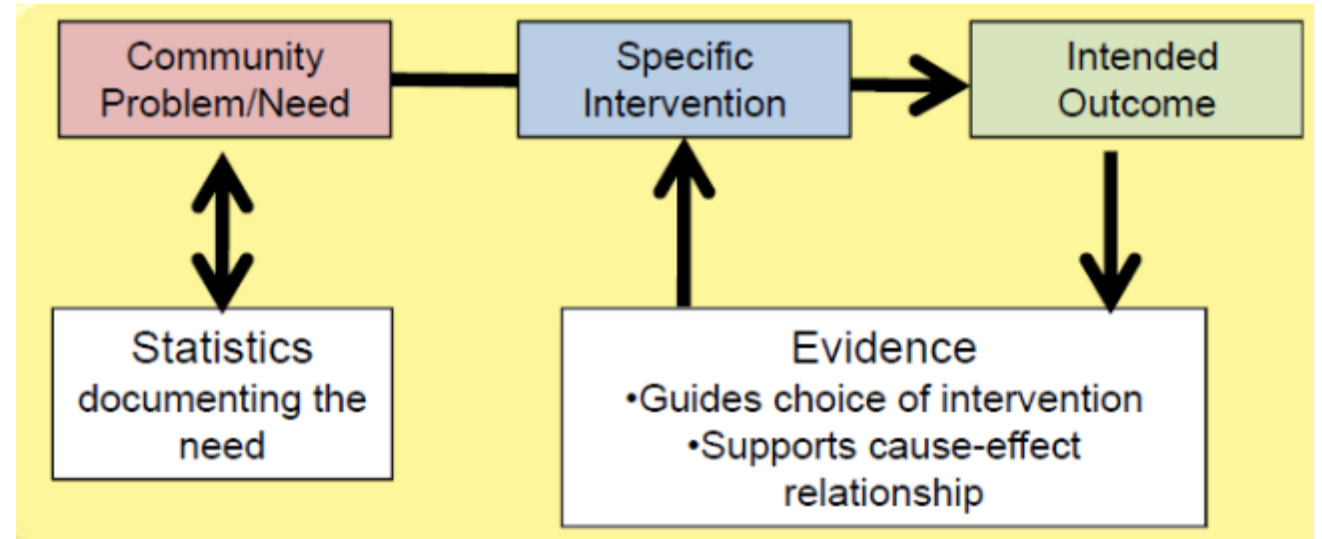 Community
Problem/Need
Specific
Intervention
Intended
Outcome
Statistics
documenting the
need
Evidence
•Guides choice of intervention
•Supports cause-effect
relationship